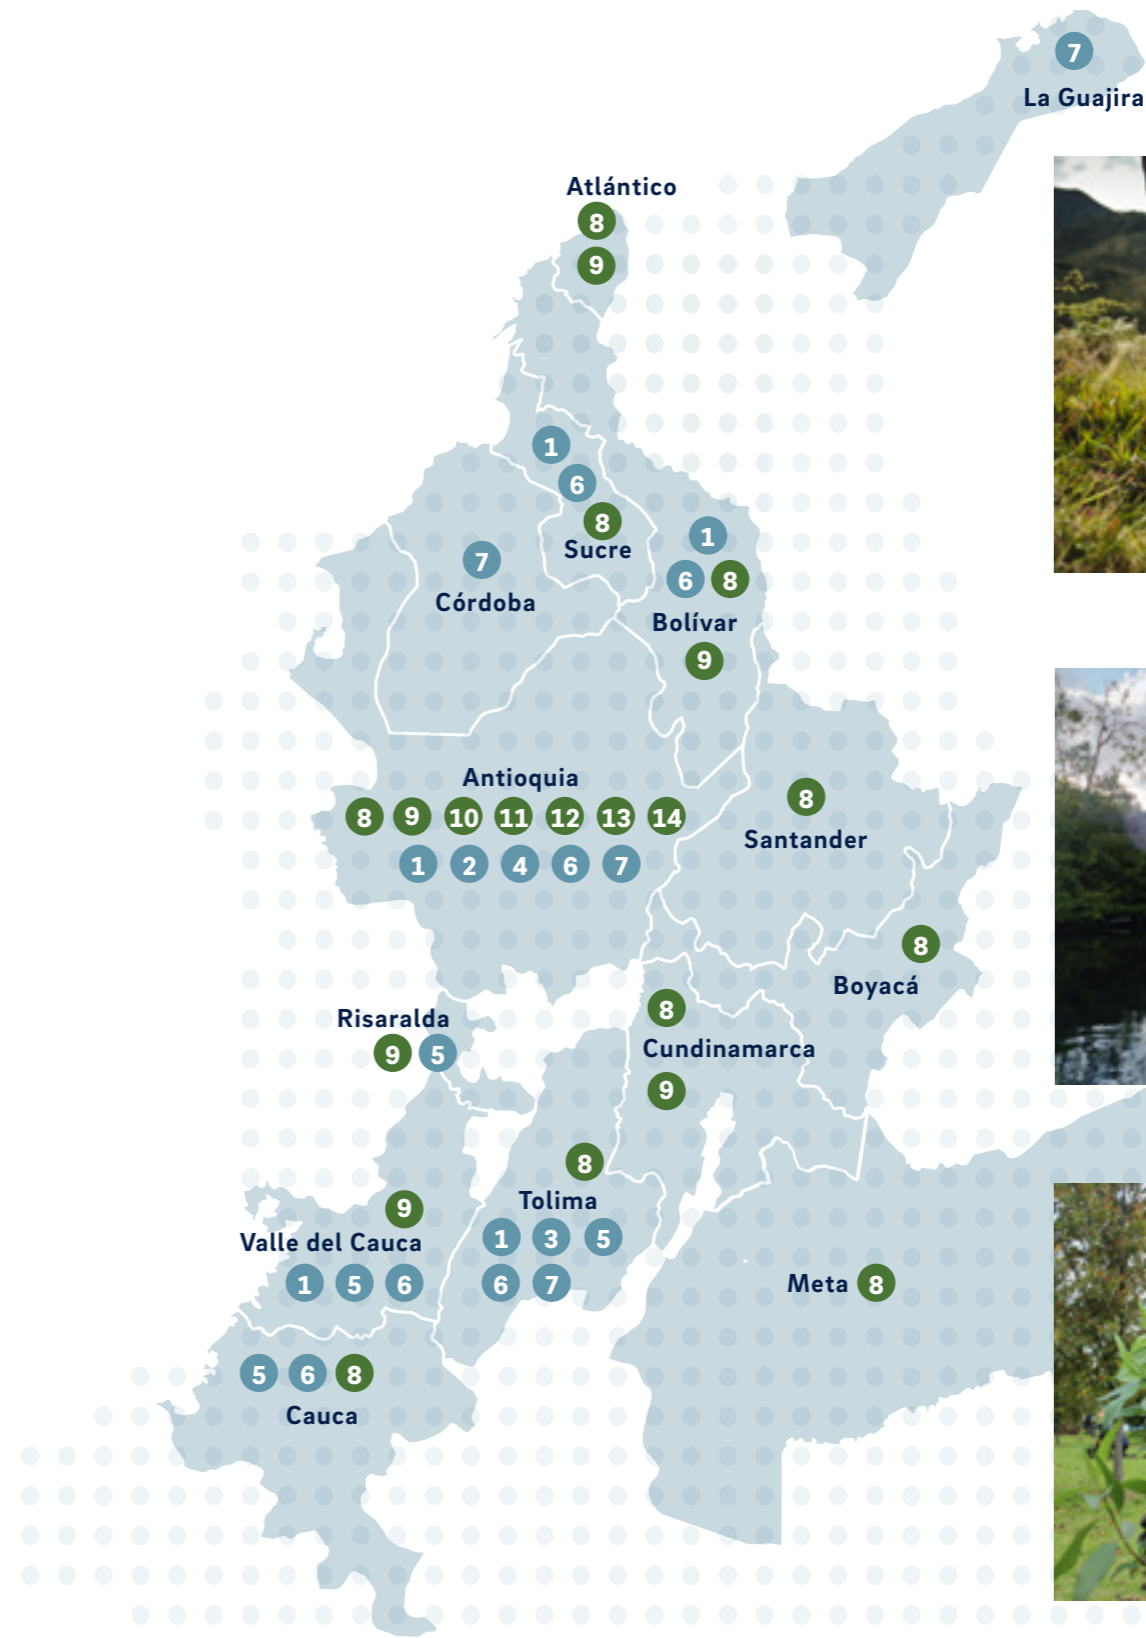 7
La Guajira
Atlántico
8
9
1
6
8
Sucre
7
Córdoba
1
6 8
Bolívar
9
Antioquia
8 9 10 11 12 13 14
1 2 4 6 7
8
Santander
8
Boyacá
Risaralda
9 5
8
Cundinamarca
9
8
Tolima
1 3 5
6 7
9
Valle del Cauca
1 5 6
Meta 8
5 6 8
Cauca